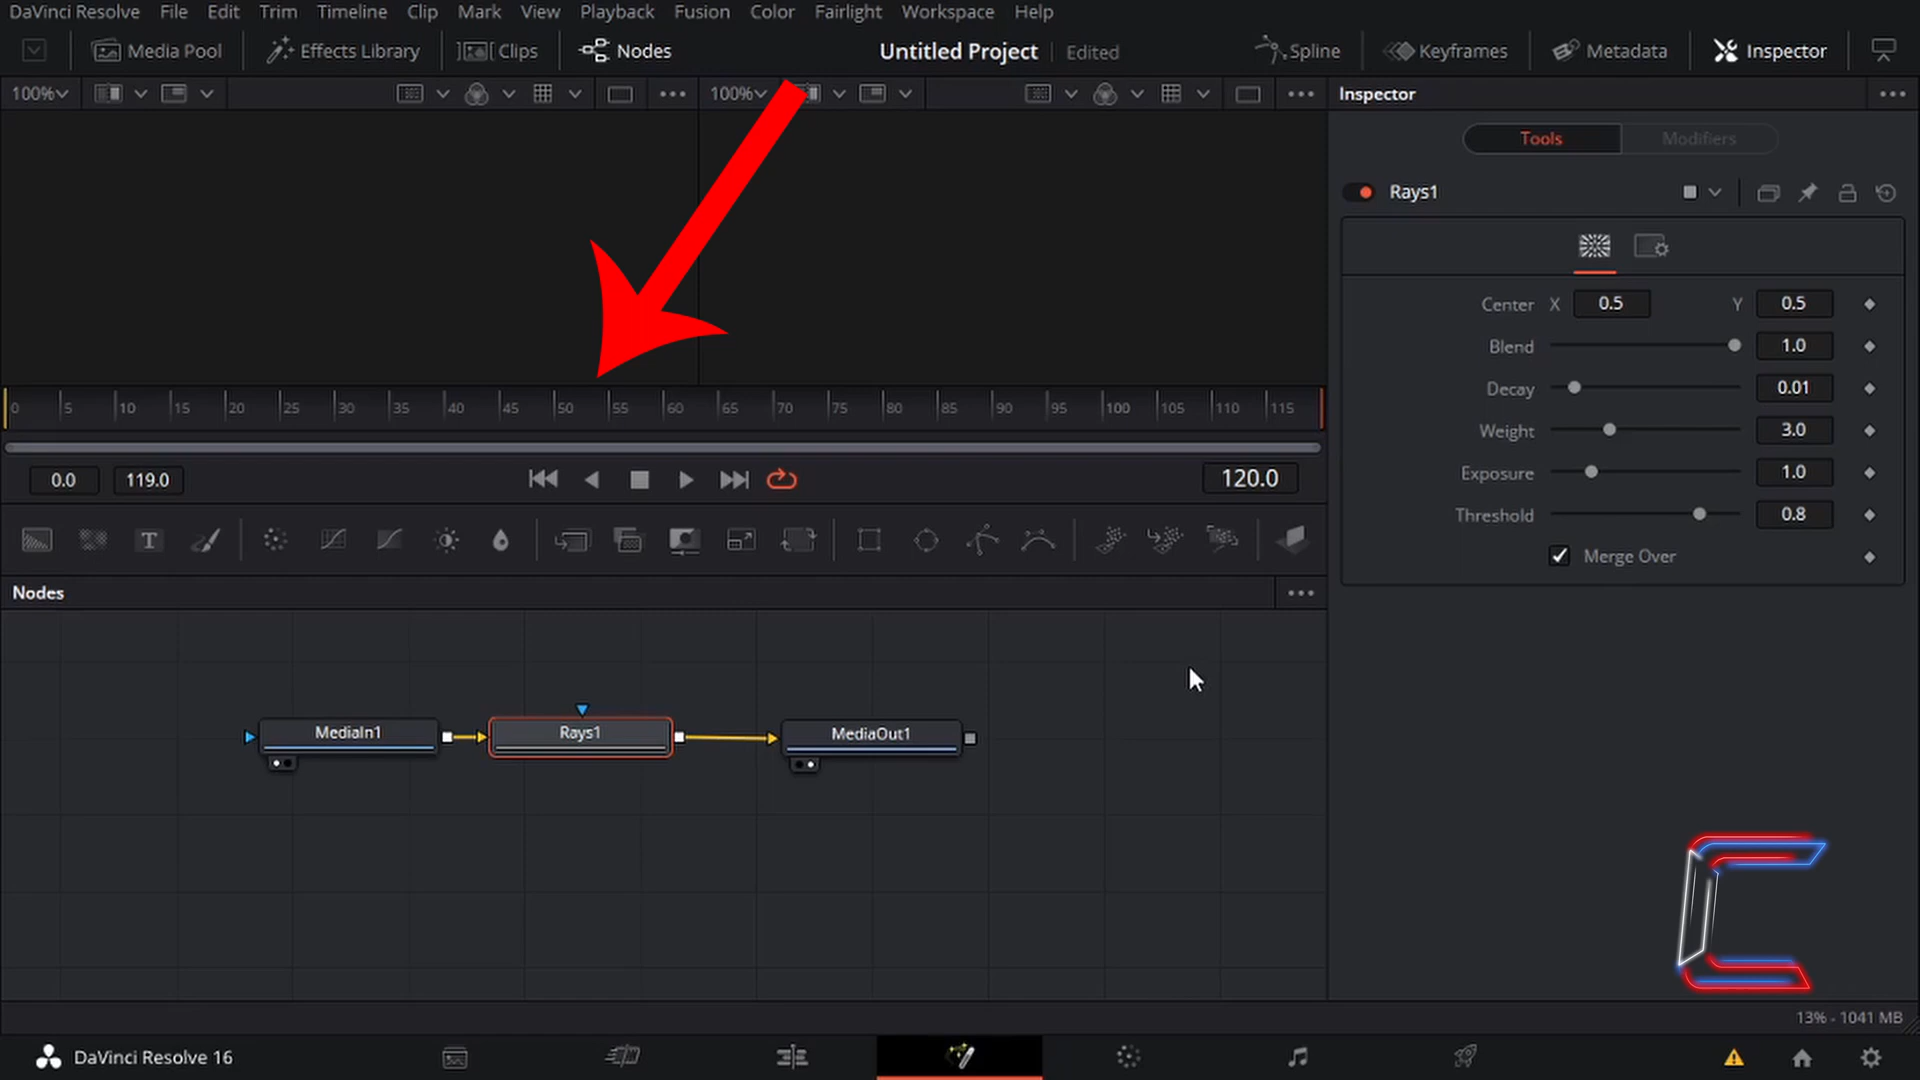 DaVinci Resolve File Edit Trim Timeline Clip Mark View Playback Fusion Color Fairlight Workspace Help
Media Pool Effects Library Clips Nodes Untitled Project Edited Spline Keyframes Metadata Inspector
100% 100% Inspector
Tools Modifiers
Rays1
Center X 0.5 Y 0.5
Blend 1.0
Decay 0.01
Weight 3.0
Exposure 1.0
Threshold 0.8
Merge Over
0 5 10 15 20 25 30 35 40 45 50 55 60 65 70 75 80 85 90 95 100 105 110 115
0.0 119.0 120.0
T
Nodes
MediaIn1 Rays1 MediaOut1
13% - 1041 MB
DaVinci Resolve 16